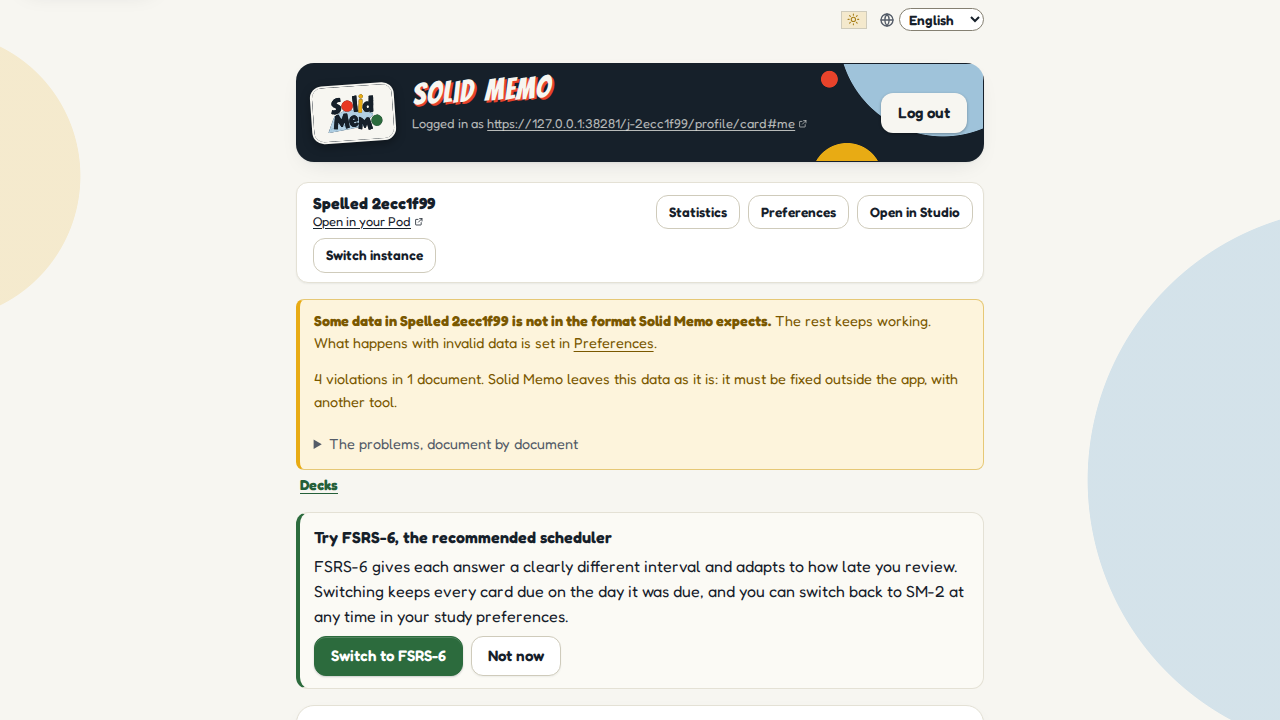 English
Solid Memo
SOLID MEMO
Logged in as https://127.0.0.1:38281/j-2ecc1f99/profile/card#me
Log out
Spelled 2ecc1f99
Open in your Pod
Statistics
Preferences
Open in Studio
Switch instance
Some data in Spelled 2ecc1f99 is not in the format Solid Memo expects. The rest keeps working.
What happens with invalid data is set in Preferences.
4 violations in 1 document. Solid Memo leaves this data as it is: it must be fixed outside the app, with
another tool.
The problems, document by document
Decks
Try FSRS-6, the recommended scheduler
FSRS-6 gives each answer a clearly different interval and adapts to how late you review.
Switching keeps every card due on the day it was due, and you can switch back to SM-2 at
any time in your study preferences.
Switch to FSRS-6
Not now